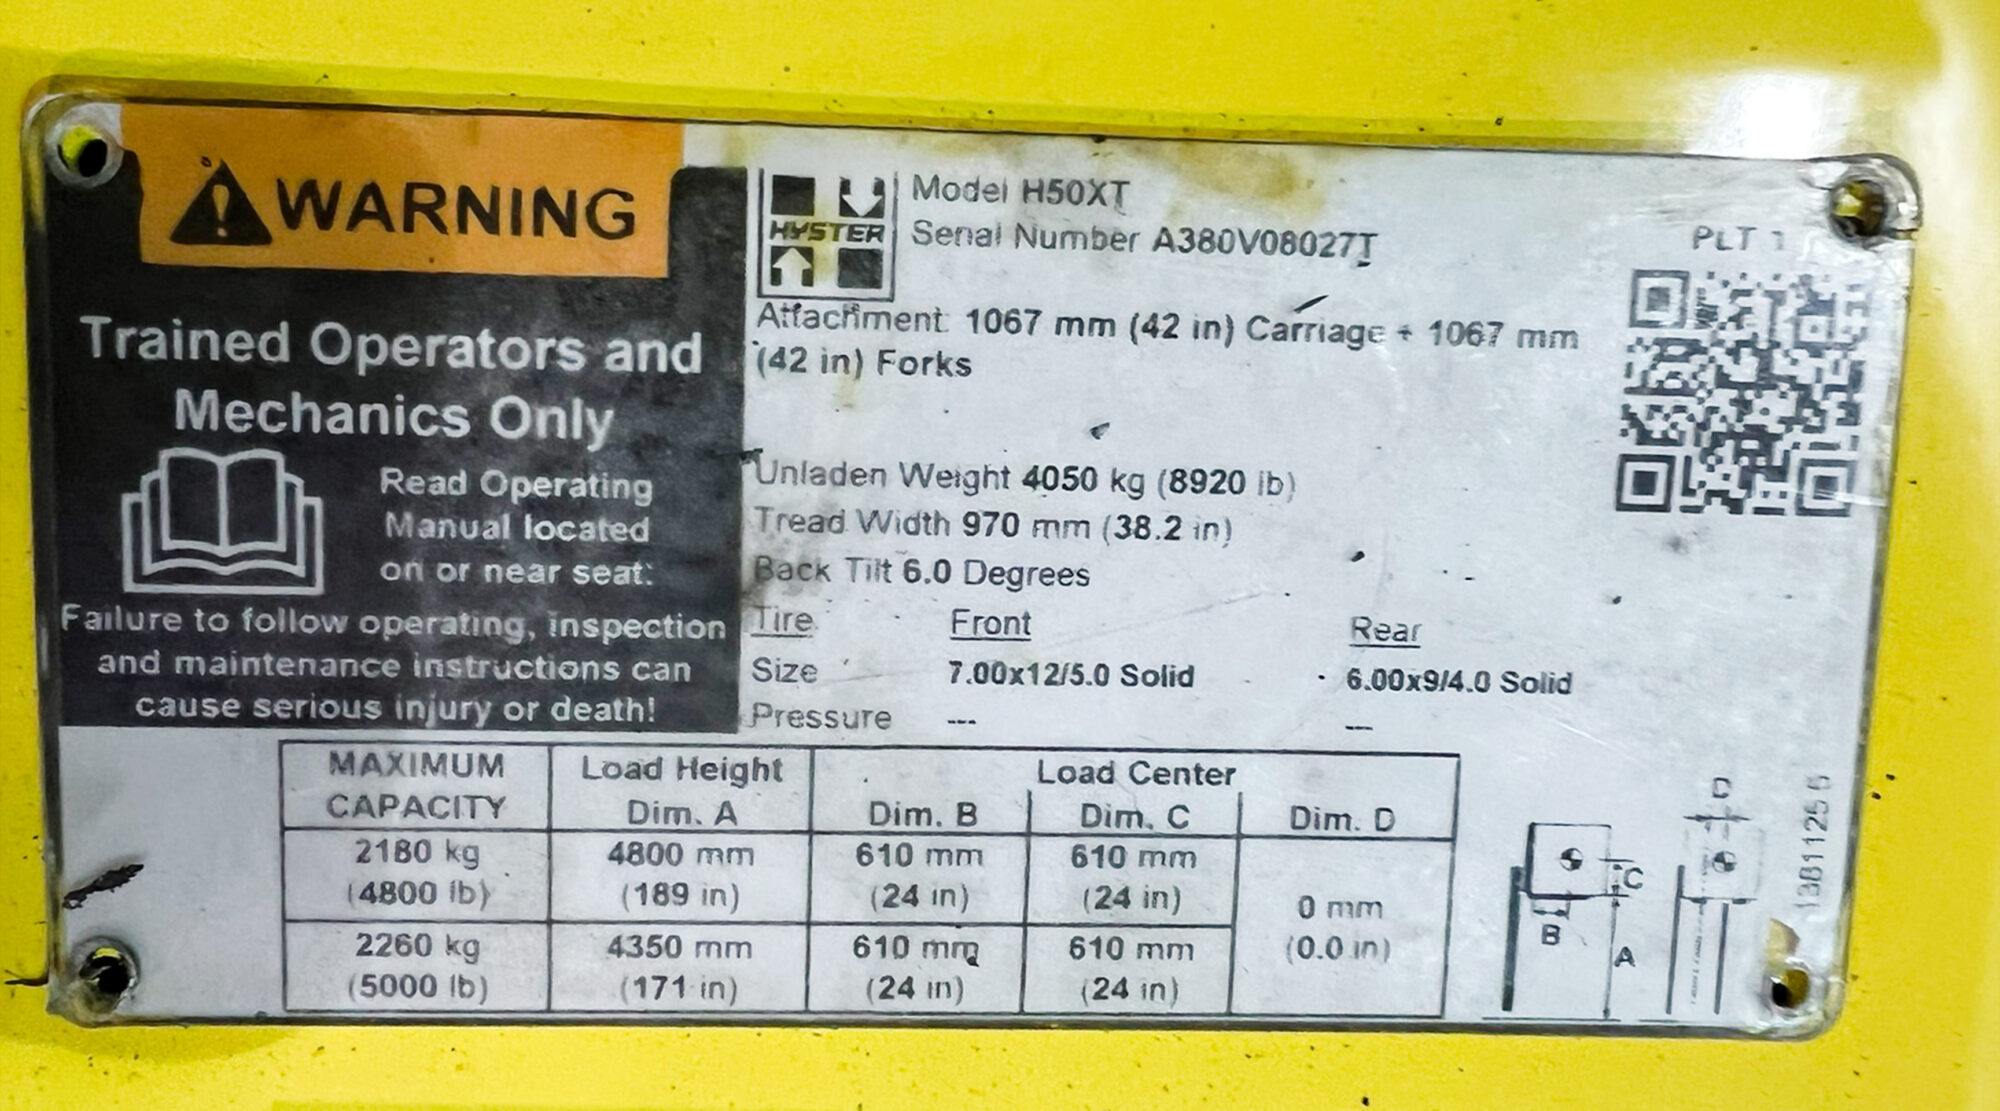 WARNING
Trained Operators and
Mechanics Only
Read Operating
Manual located
on or near seat.
Failure to follow operating, inspection
and maintenance instructions can
cause serious injury or death!
HYSTER
Model H50XT
Serial Number A380V08027T
PLT 1
Attachment: 1067 mm (42 in) Carriage + 1067 mm
(42 in) Forks
Unladen Weight 4050 kg (8920 lb)
Tread Width 970 mm (38.2 in)
Back Tilt 6.0 Degrees
Tire Front Rear
Size 7.00x12/5.0 Solid 6.00x9/4.0 Solid
Pressure --- ---
MAXIMUM Load Height Load Center
CAPACITY Dim. A Dim. B Dim. C Dim. D
2180 kg 4800 mm 610 mm 610 mm
(4800 lb) (189 in) (24 in) (24 in)
0 mm
(0.0 in)
2260 kg 4350 mm 610 mm 610 mm
(5000 lb) (171 in) (24 in) (24 in)
B
C
A
D